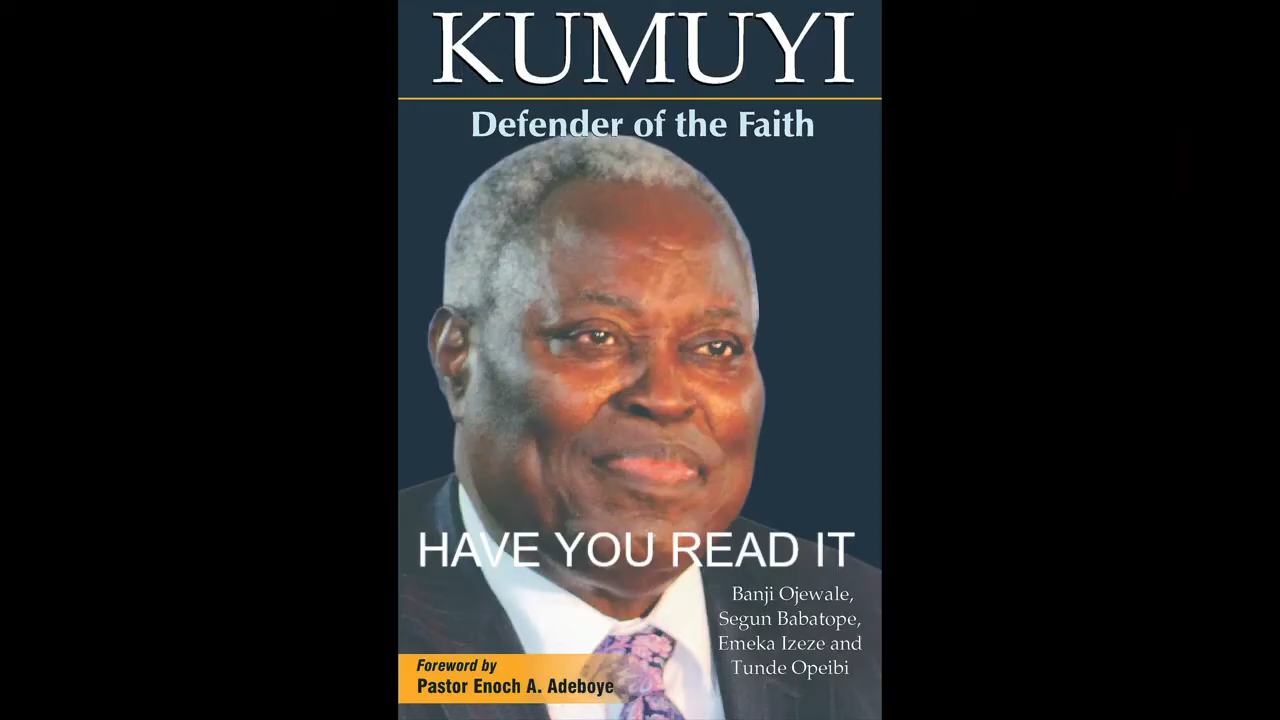 KUMUYI
Defender of the Faith
HAVE YOU READ IT
Banji Ojewale,
Segun Babatope,
Emeka Izeze and
Tunde Opeibi
Foreword by
Pastor Enoch A. Adeboye